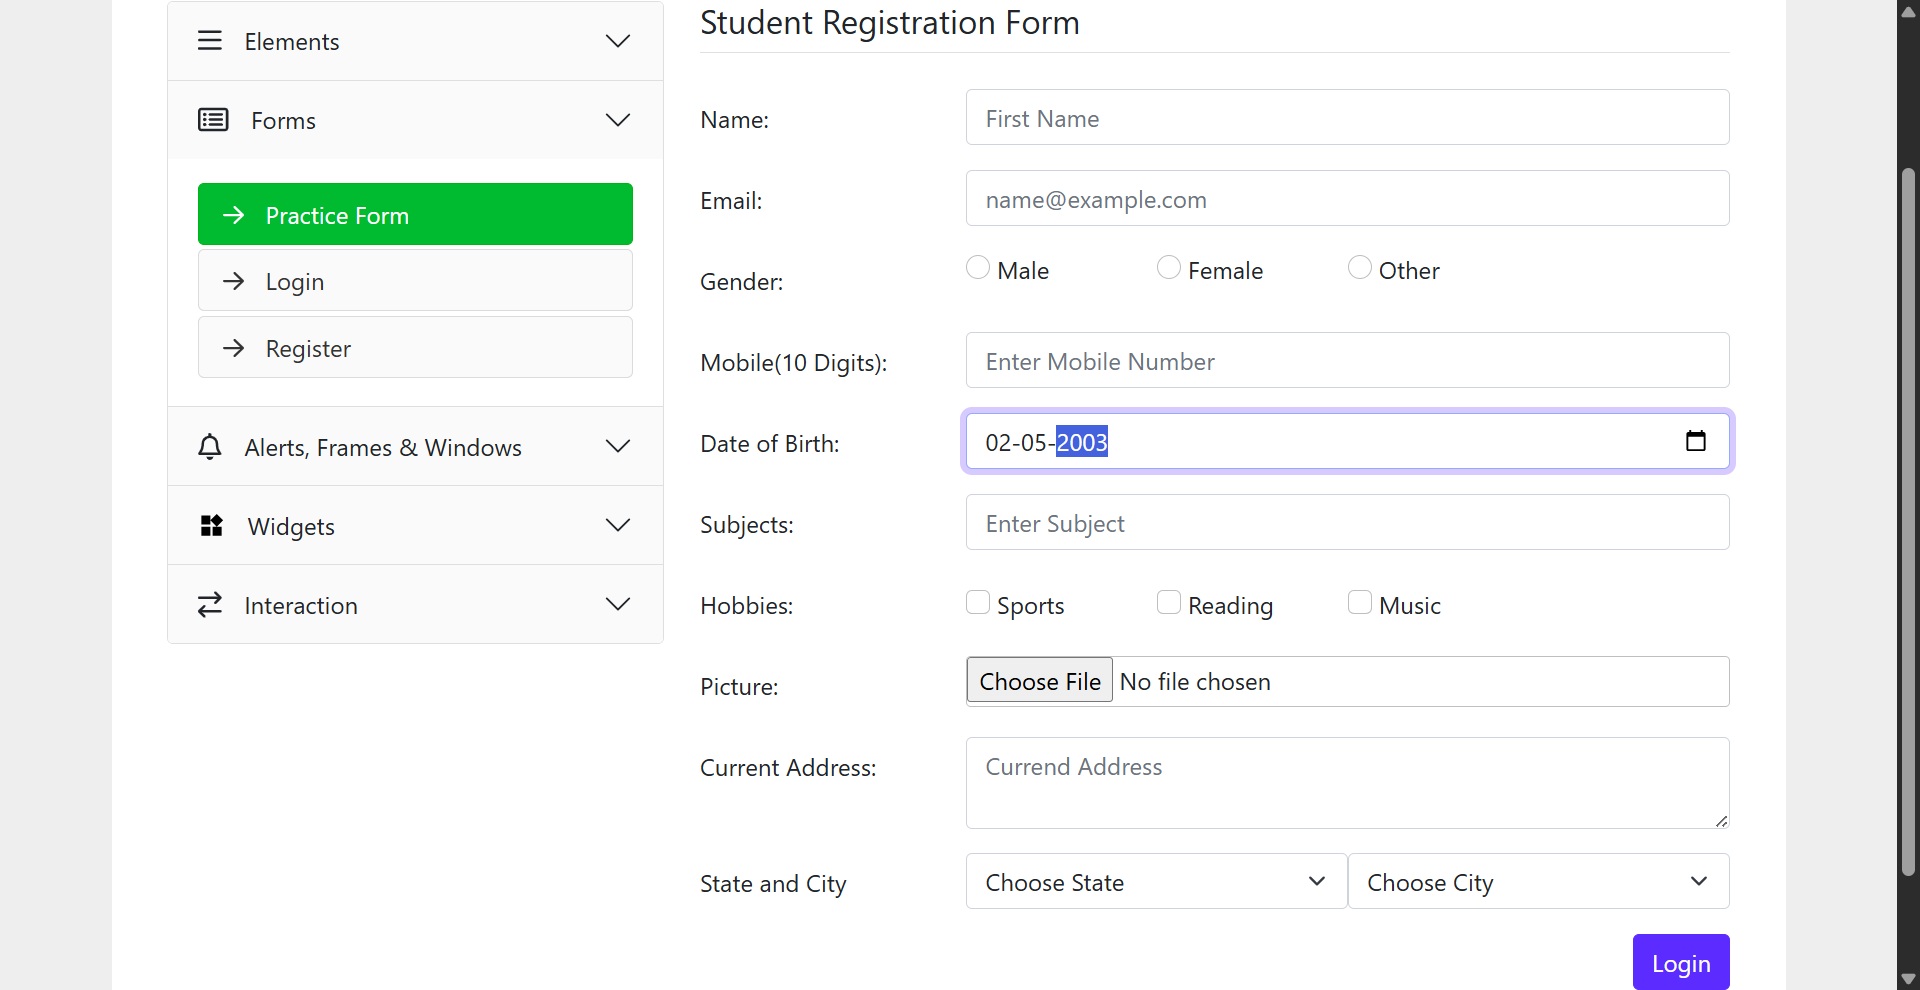 Elements
Forms
Practice Form
Login
Register
Alerts, Frames & Windows
Widgets
Interaction
Student Registration Form
Name: First Name
Email: name@example.com
Gender: Male Female Other
Mobile(10 Digits): Enter Mobile Number
Date of Birth: 02-05-2003
Subjects: Enter Subject
Hobbies: Sports Reading Music
Picture: Choose File No file chosen
Current Address: Currend Address
State and City Choose State Choose City
Login